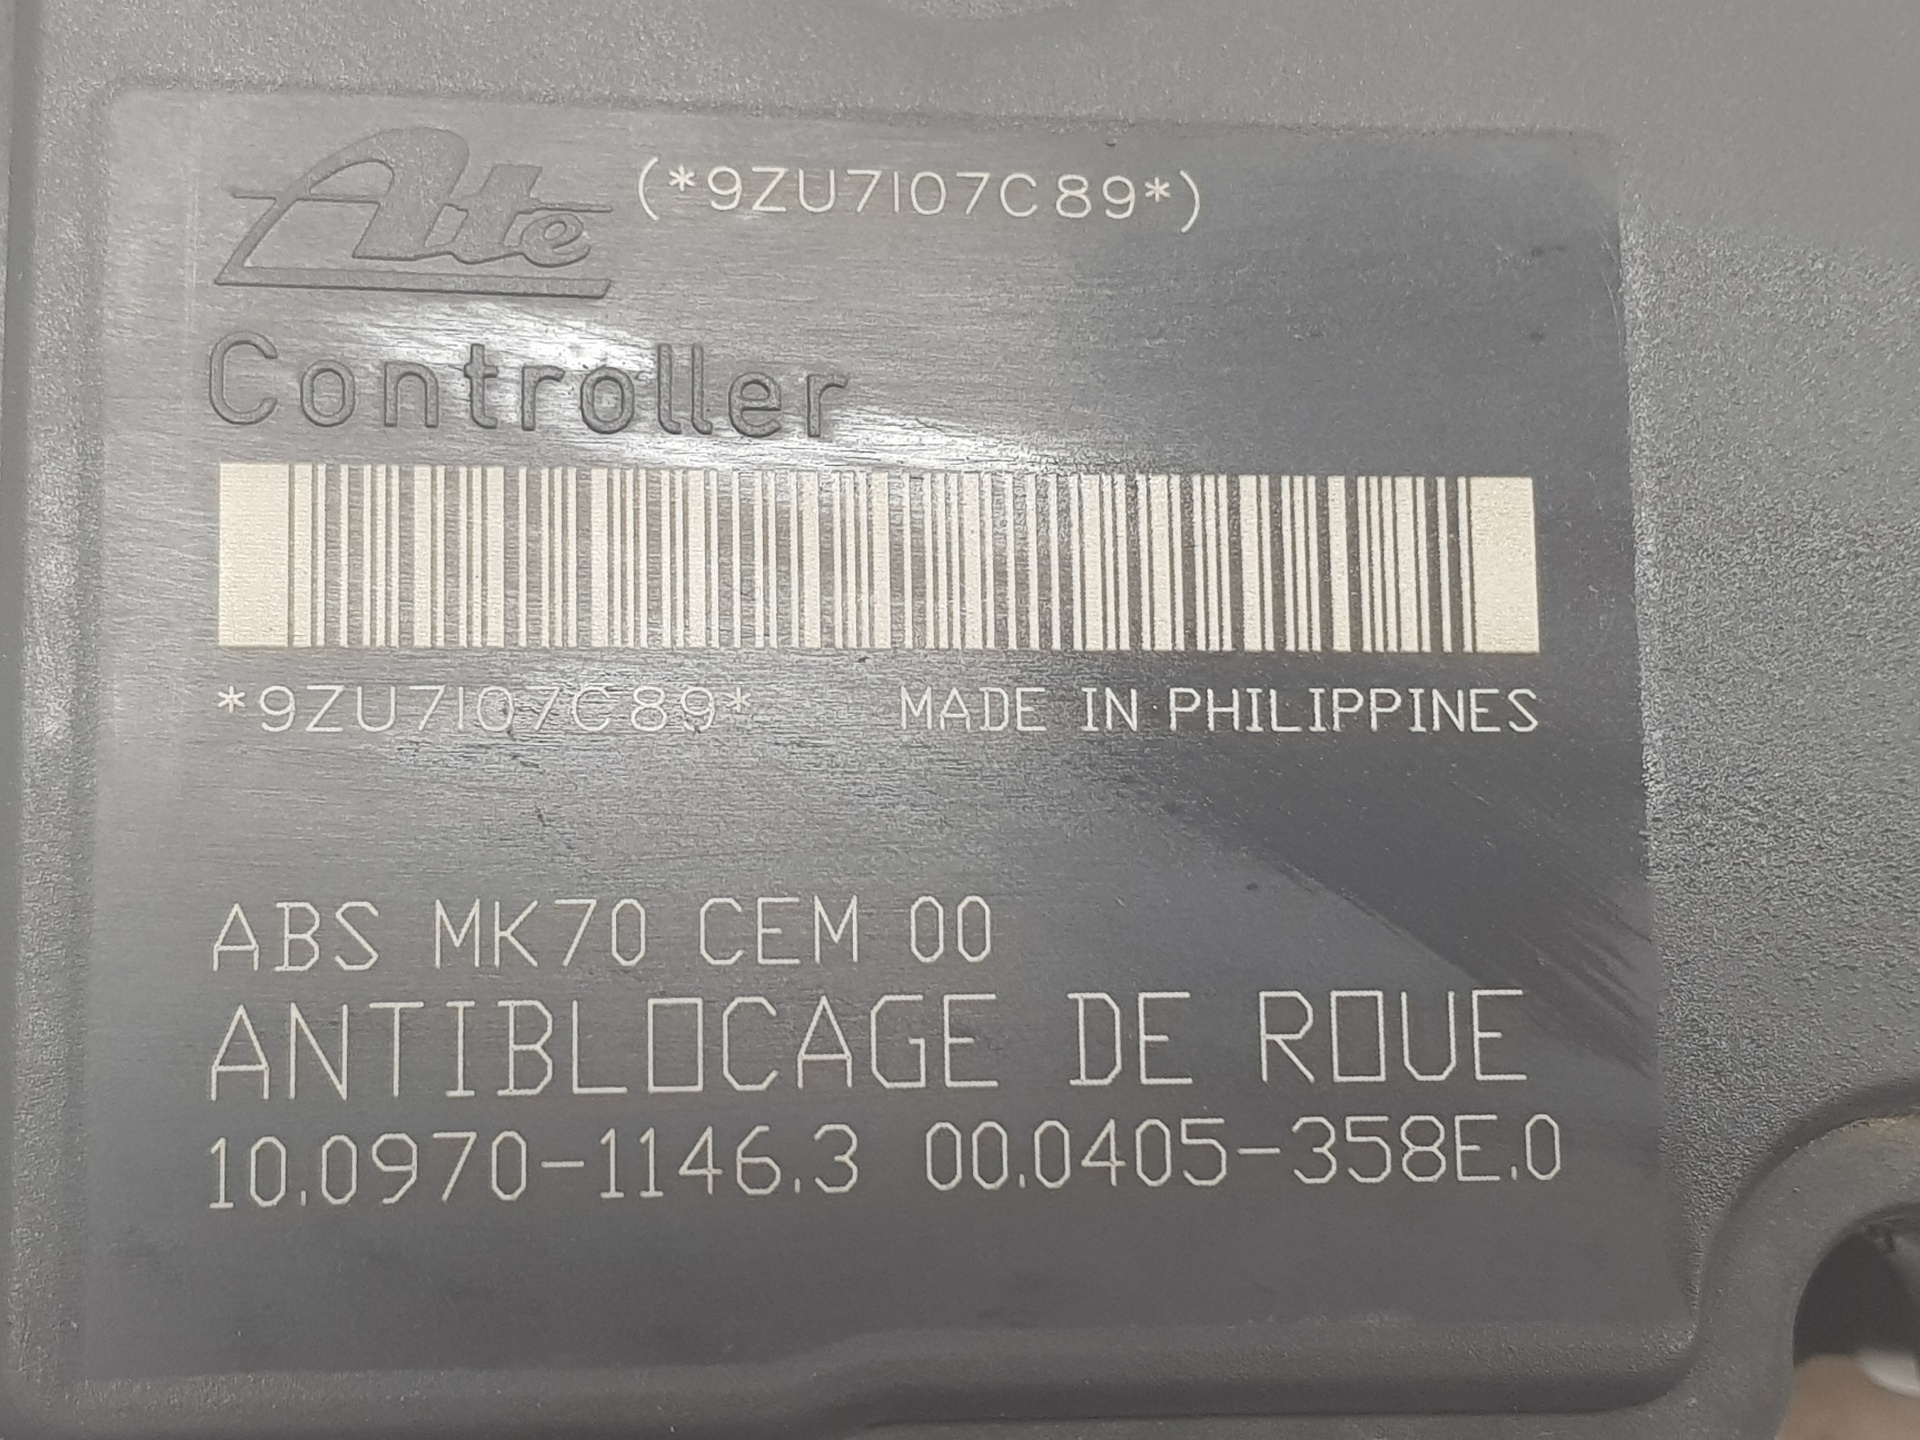 Ate (*9ZU7I07C89*)
Controller
*9ZU7I07C89* MADE IN PHILIPPINES
ABS MK70 CEM 00
ANTIBLOCAGE DE ROUE
10.0970-1146.3 00.0405-358E.0